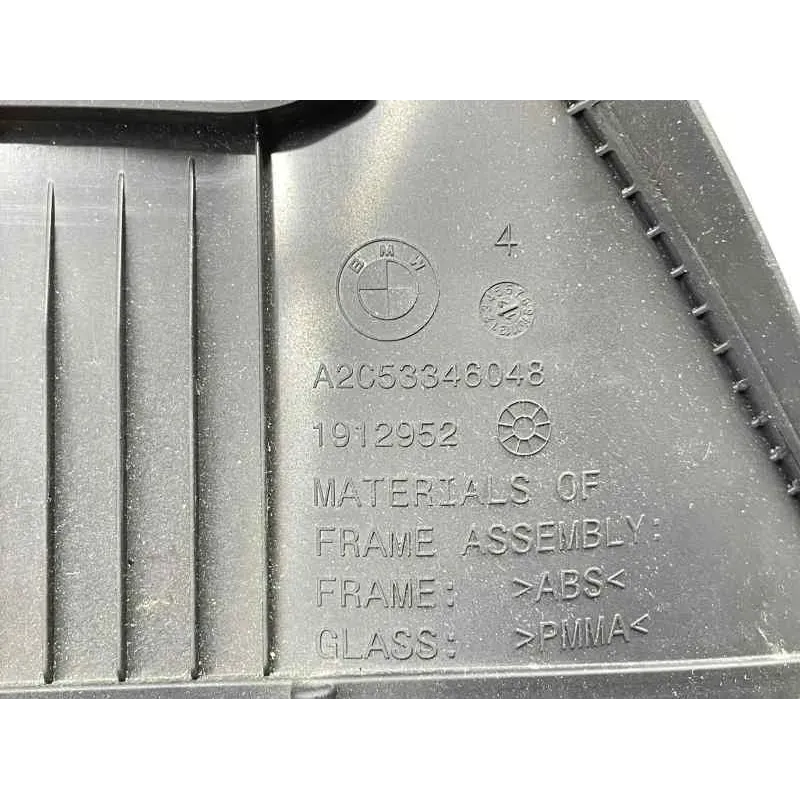 4
BMW
A2C53346048
1912952
MATERIALS OF
FRAME ASSEMBLY:
FRAME: >ABS<
GLASS: >PMMA<